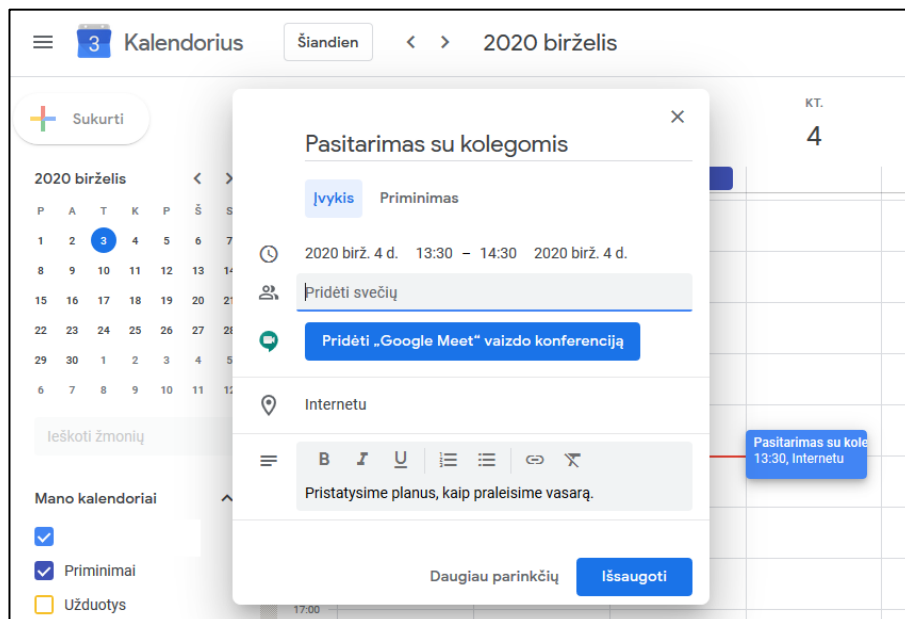 3 Kalendorius Šiandien 2020 birželis
Sukurti
2020 birželis
P A T K P Š S
1 2 3 4 5 6 7
8 9 10 11 12 13 14
15 16 17 18 19 20 21
22 23 24 25 26 27 28
29 30 1 2 3 4 5
6 7 8 9 10 11 12
Ieškoti žmonių
Mano kalendoriai
Priminimai
Užduotys
Pasitarimas su kolegomis
Įvykis Priminimas
2020 birž. 4 d. 13:30 – 14:30 2020 birž. 4 d.
Pridėti svečių
Pridėti „Google Meet“ vaizdo konferenciją
Internetu
B I U
Pristatysime planus, kaip praleisime vasarą.
Daugiau parinkčių Išsaugoti
17:00
KT.
4
Pasitarimas su kole
13:30, Internetu